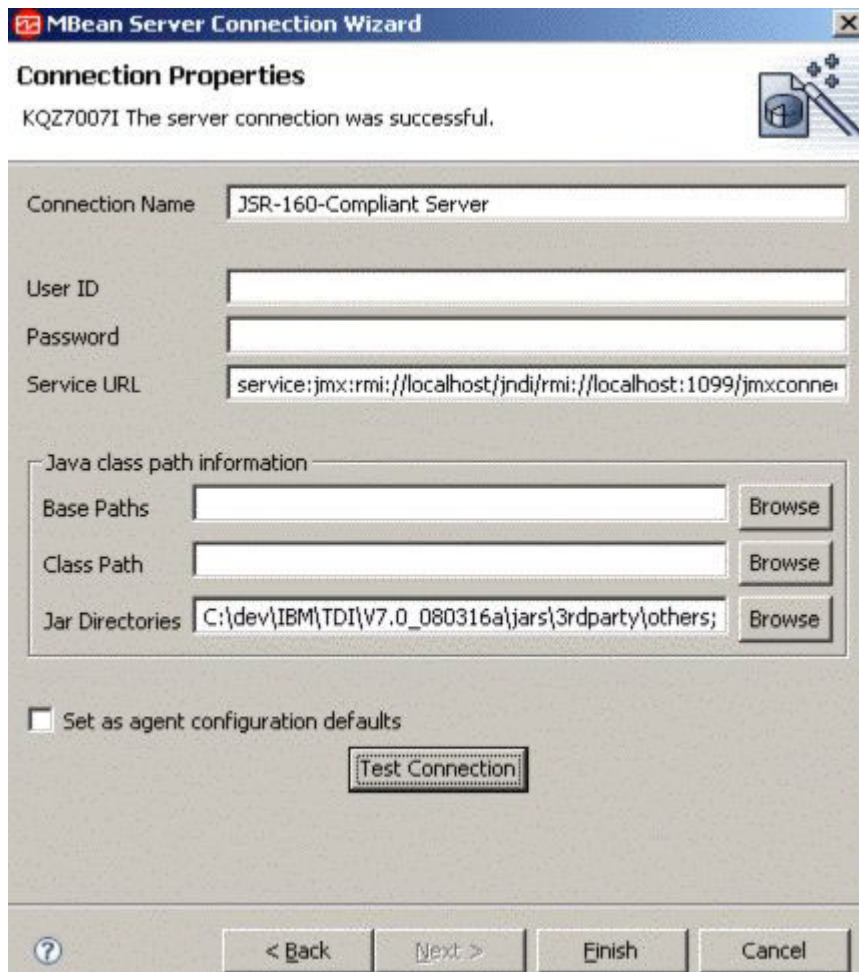 MBean Server Connection Wizard
Connection Properties
KQZ7007I The server connection was successful.
Connection Name JSR-160-Compliant Server
User ID
Password
Service URL service:jmx:rmi://localhost/jndi/rmi://localhost:1099/jmxconne
Java class path information
Base Paths Browse
Class Path Browse
Jar Directories C:\dev\IBM\TDI\V7.0_080316a\jars\3rdparty\others; Browse
Set as agent configuration defaults
Test Connection
? < Back Next > Finish Cancel